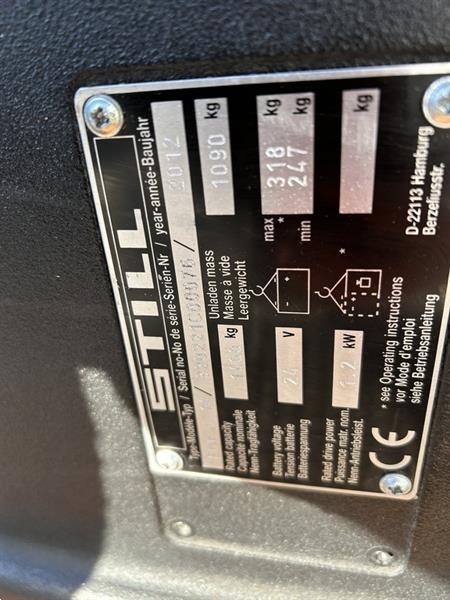 STILL
Type-Modèle-Typ / Serial no-No de série-Serien-Nr / year-année-Baujahr
/ 2012
Rated capacity
Capacité nominale
Nenn-Tragfähigkeit
kg
Unladen mass
Masse à vide
Leergewicht
1090 kg
Battery voltage
Tension batterie
Batteriespannung
24 V
*
max 318 kg
min 247 kg
Rated drive power
Puissance matr. nom.
Nenn-Antriebsleist.
1.2 kW
*
kg
* see Operating instructions
vor Mode d'emploi
siehe Betriebsanleitung
CE
D-22113 Hamburg
Berzeliusstr.